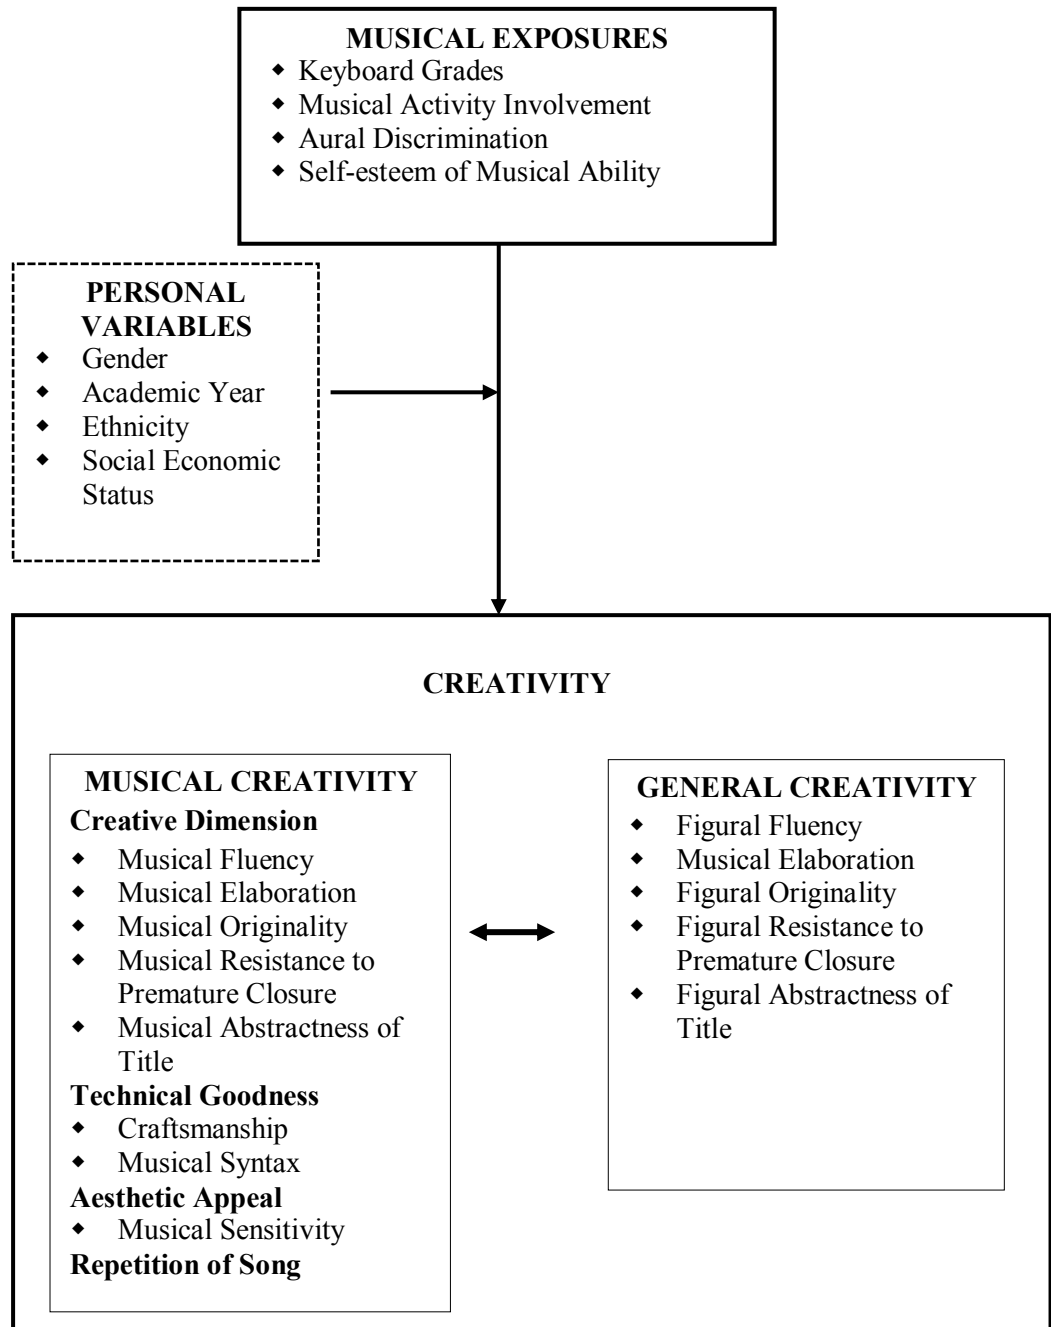 MUSICAL EXPOSURES
◆ Keyboard Grades
◆ Musical Activity Involvement
◆ Aural Discrimination
◆ Self-esteem of Musical Ability
PERSONAL
VARIABLES
◆ Gender
◆ Academic Year
◆ Ethnicity
◆ Social Economic
Status
CREATIVITY
MUSICAL CREATIVITY
Creative Dimension
◆ Musical Fluency
◆ Musical Elaboration
◆ Musical Originality
◆ Musical Resistance to
Premature Closure
◆ Musical Abstractness of
Title
Technical Goodness
◆ Craftsmanship
◆ Musical Syntax
Aesthetic Appeal
◆ Musical Sensitivity
Repetition of Song
GENERAL CREATIVITY
◆ Figural Fluency
◆ Musical Elaboration
◆ Figural Originality
◆ Figural Resistance to
Premature Closure
◆ Figural Abstractness of
Title